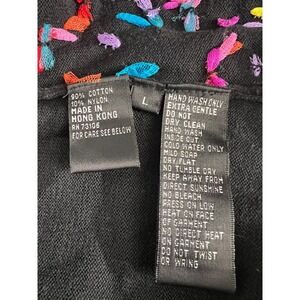 90% COTTON
10% NYLON
MADE IN
HONG KONG
RN 73106
FOR CARE SEE BELOW
L
HAND WASH ONLY
EXTRA GENTLE
DO NOT
DRY CLEAN
HAND WASH
INSIDE OUT
COLD WATER ONLY
MILD SOAP
DRY FLAT
NO TUMBLE DRY
KEEP AWAY FROM
DIRECT SUNSHINE
NO BLEACH
PRESS ON LOW
HEAT ON FACE
OF GARMENT
NO DIRECT HEAT
ON GARMENT
DO NOT TWIST
OR WRING